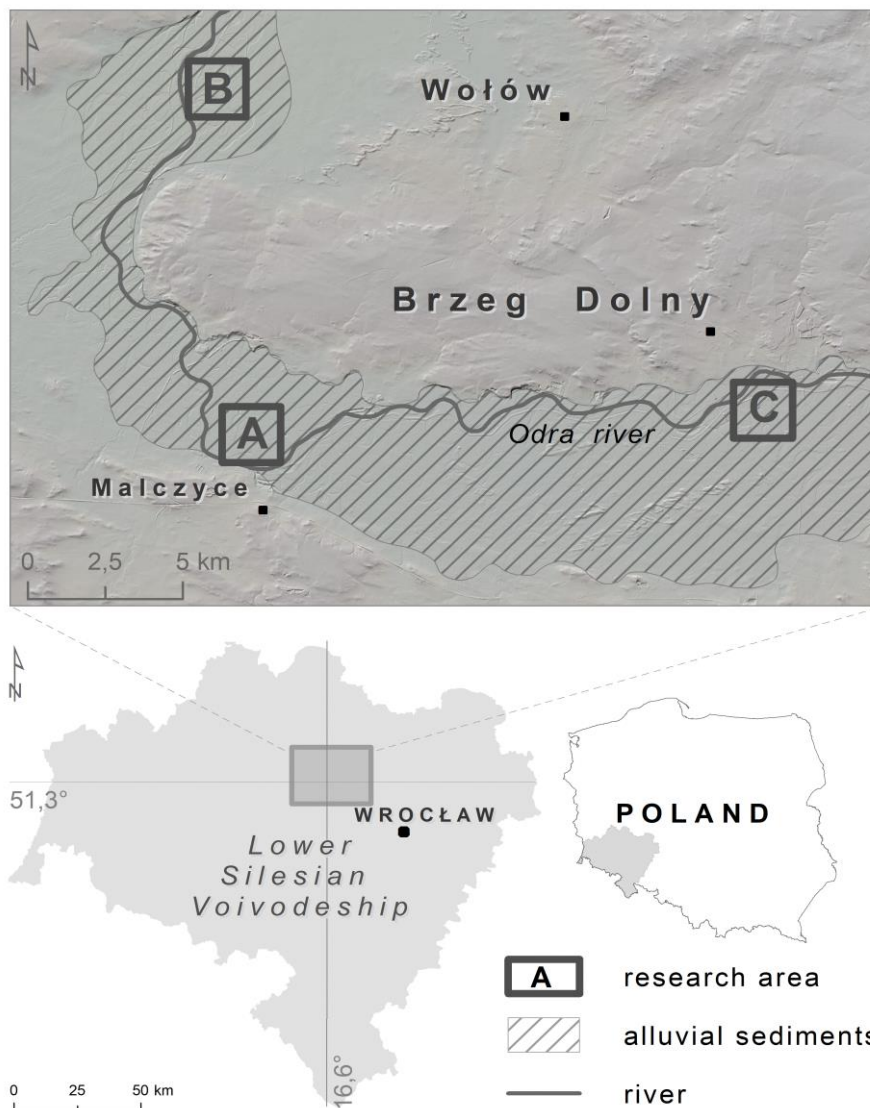 N
B
Wołów
Brzeg Dolny
C
A
Odra river
Malczyce
0 2,5 5 km
N
51,3°
WROCŁAW
Lower
Silesian
Voivodeship
POLAND
A research area
alluvial sediments
river
16,6°
0 25 50 km